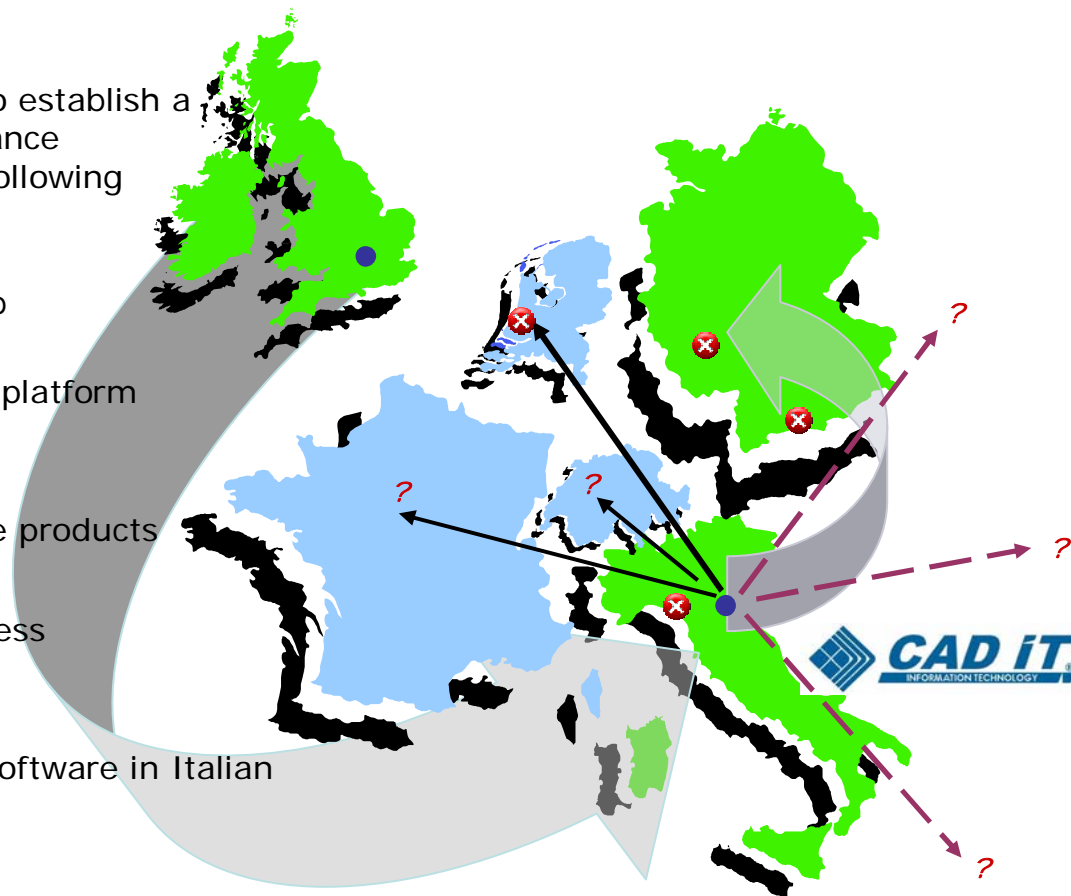 o establish a
ance
ollowing
o
platform
e products
ess
oftware in Italian
?
?
?
?
?
CAD iT
INFORMATION TECHNOLOGY